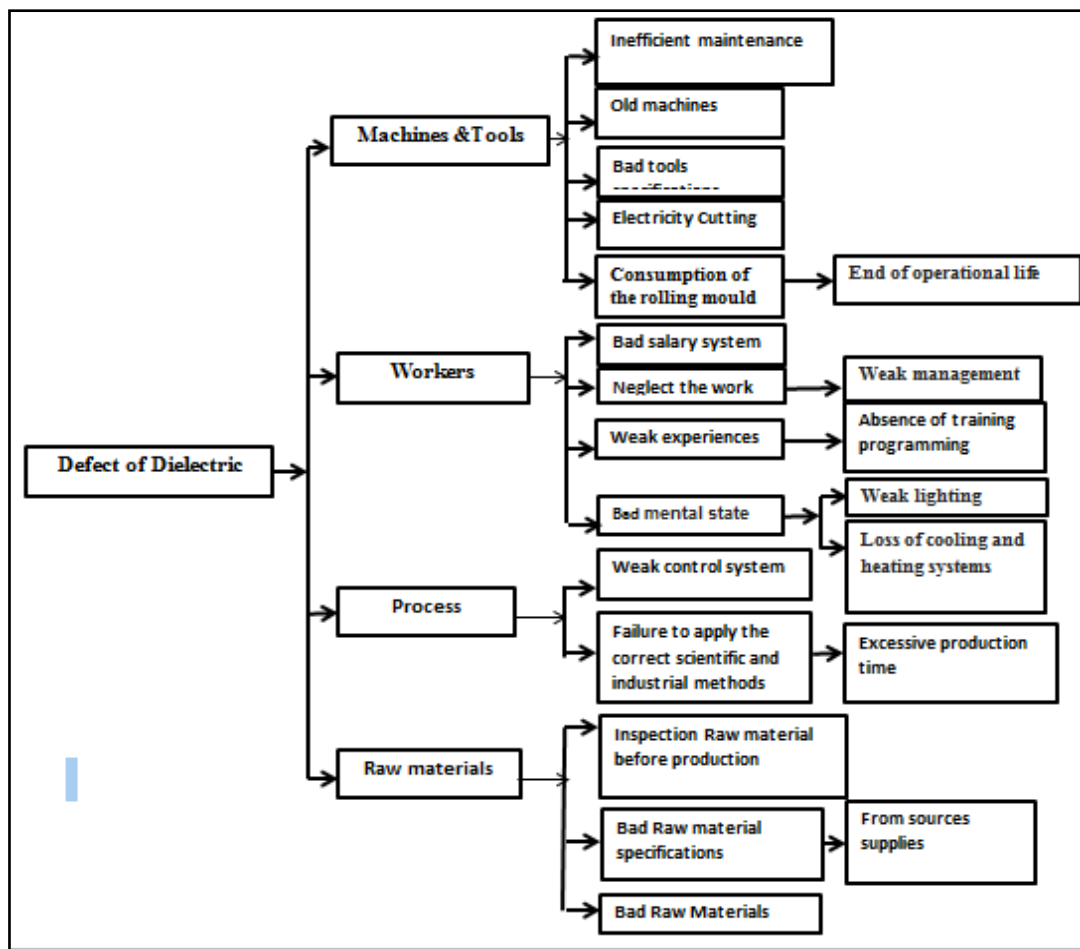 Inefficient maintenance
Old machines
Machines &Tools
Bad tools
Electricity Cutting
Consumption of
the rolling mould
End of operational life
Bad salary system
Workers
Neglect the work
Weak management
Weak experiences
Absence of training
programming
Defect of Dielectric
Bad mental state
Weak lighting
Loss of cooling and
heating systems
Weak control system
Process
Failure to apply the
correct scientific and
industrial methods
Excessive production
time
Inspection Raw material
before production
Raw materials
Bad Raw material
specifications
From sources
supplies
Bad Raw Materials